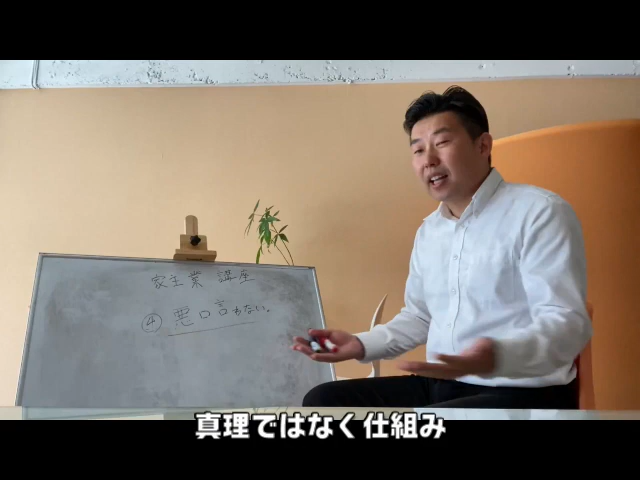 家主業 講座
④ 悪口言わない。
真理ではなく仕組み